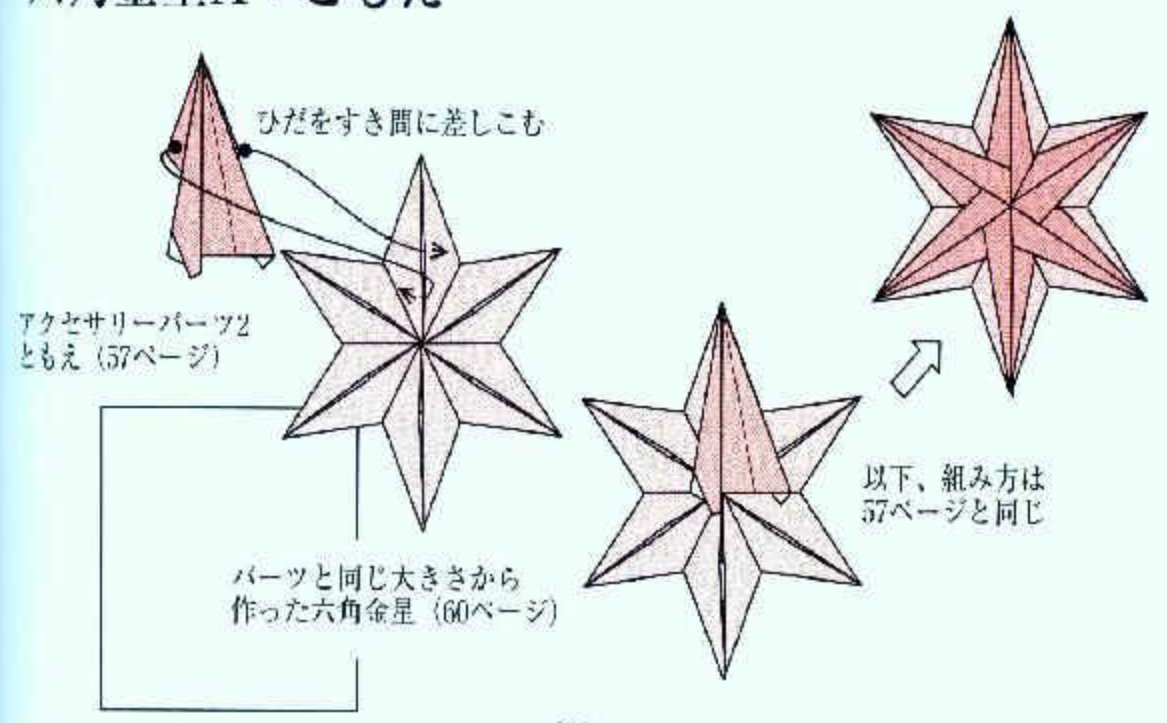 ひだをすき間に差しこむ
アクセサリーパーツ2
ともえ（57ページ）
以下、組み方は
57ページと同じ
パーツと同じ大きさから
作った六角金星（60ページ）